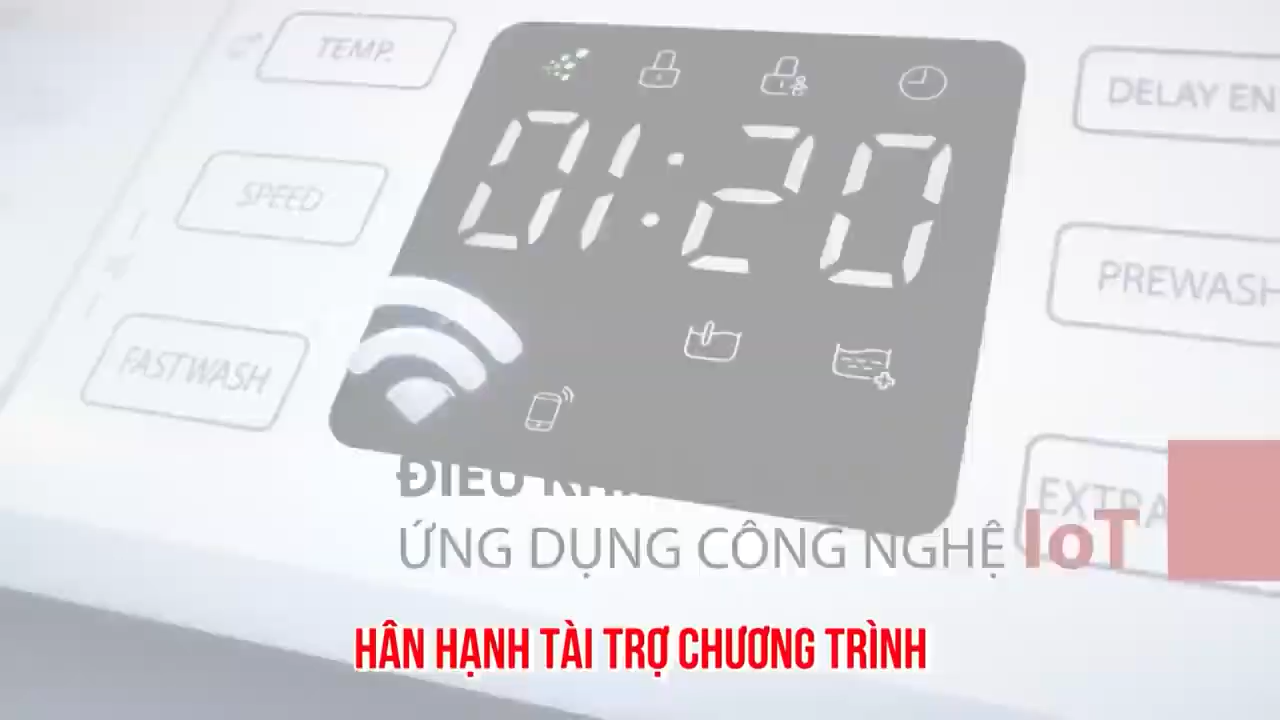 TEMP.
SPEED
FASTWASH
01:20
DELAY EN
PREWASH
EXTRA
ĐIỀU
ỨNG DỤNG CÔNG NGHỆ IoT
HÂN HẠNH TÀI TRỢ CHƯƠNG TRÌNH